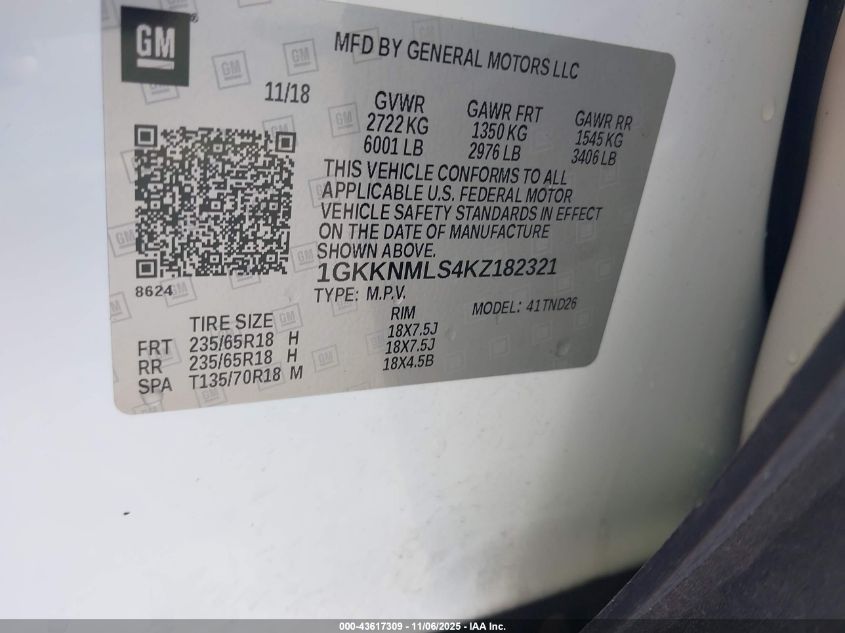 GM
MFD BY GENERAL MOTORS LLC
11/18
GVWR GAWR FRT GAWR RR
2722 KG 1350 KG 1545 KG
6001 LB 2976 LB 3406 LB
THIS VEHICLE CONFORMS TO ALL
APPLICABLE U.S. FEDERAL MOTOR
VEHICLE SAFETY STANDARDS IN EFFECT
ON THE DATE OF MANUFACTURE
SHOWN ABOVE.
1GKKNMLS4KZ182321
8624
TYPE: M.P.V. MODEL: 41TND26
TIRE SIZE RIM
FRT 235/65R18 H 18X7.5J
RR 235/65R18 H 18X7.5J
SPA T135/70R18 M 18X4.5B
000-43617309 - 11/06/2025 - IAA Inc.